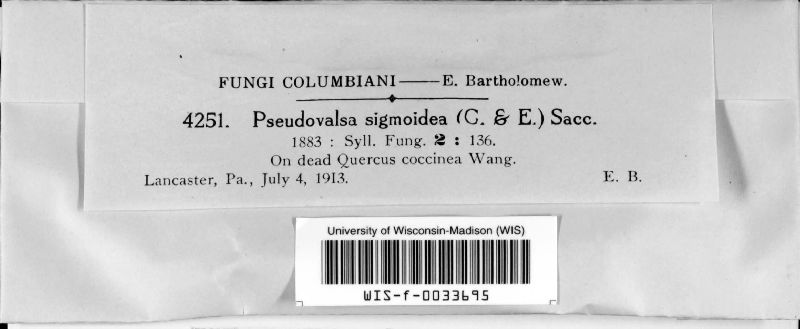 FUNGI COLUMBIANI—E. Bartholomew.
4251. Pseudovalsa sigmoidea (C. & E.) Sacc.
1883 : Syll. Fung. 2 : 136.
On dead Quercus coccinea Wang.
Lancaster, Pa., July 4, 1913. E. B.
University of Wisconsin-Madison (WIS)
WIS-f-0033695